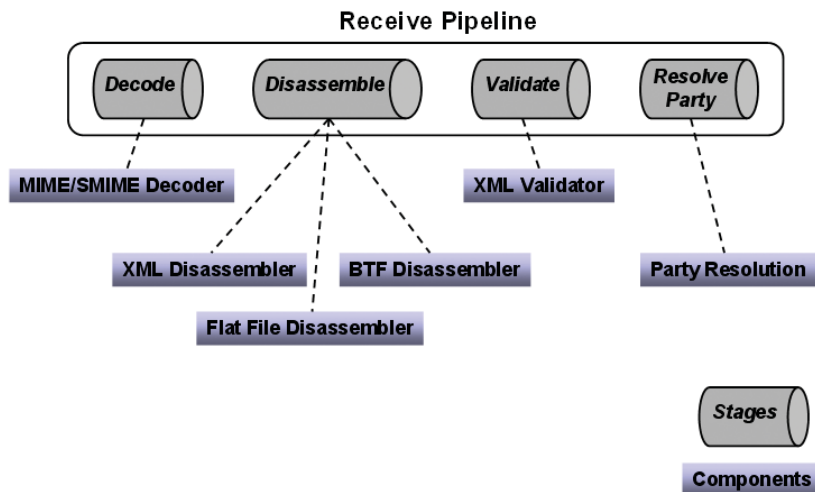 Receive Pipeline
Decode
Disassemble
Validate
Resolve
Party
MIME/SMIME Decoder
XML Validator
XML Disassembler
BTF Disassembler
Party Resolution
Flat File Disassembler
Stages
Components